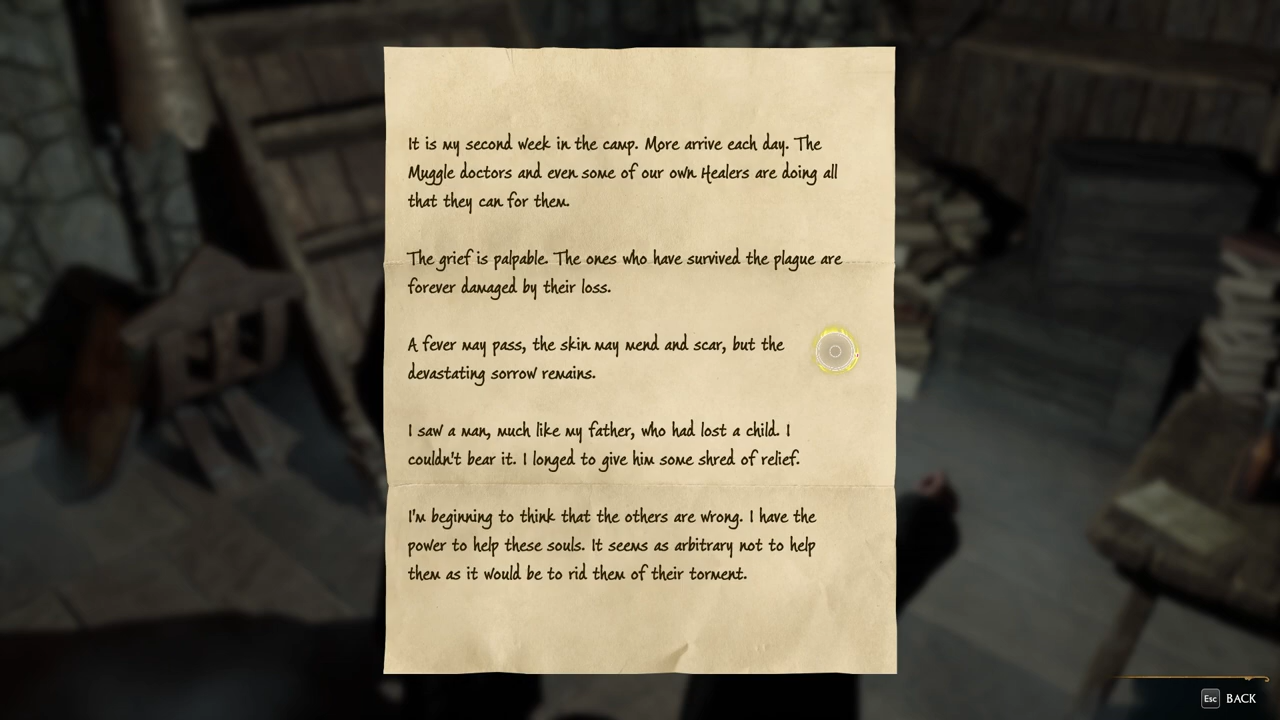 It is my second week in the camp. More arrive each day. The
Muggle doctors and even some of our own Healers are doing all
that they can for them.
The grief is palpable. The ones who have survived the plague are
forever damaged by their loss.
A fever may pass, the skin may mend and scar, but the
devastating sorrow remains.
I saw a man, much like my father, who had lost a child. I
couldn't bear it. I longed to give him some shred of relief.
I'm beginning to think that the others are wrong. I have the
power to help these souls. It seems as arbitrary not to help
them as it would be to rid them of their torment.
Esc BACK